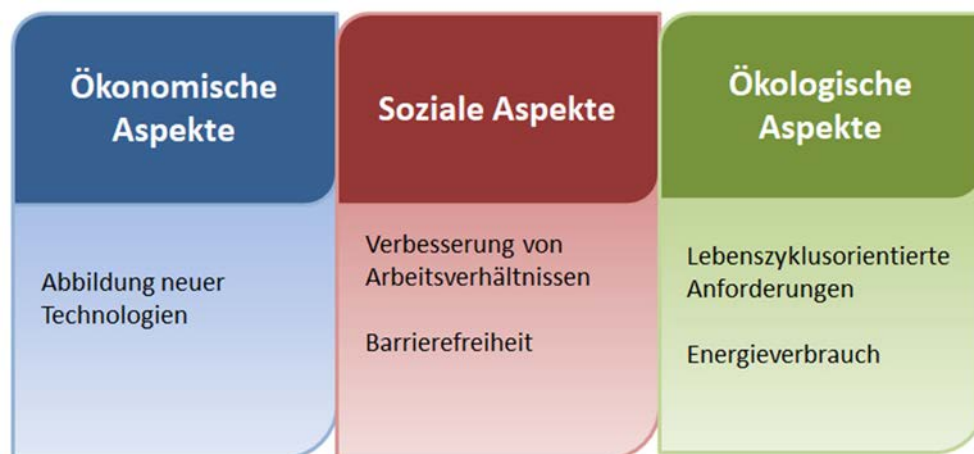 Ökonomische
Aspekte
Abbildung neuer
Technologien
Soziale Aspekte
Verbesserung von
Arbeitsverhältnissen
Barrierefreiheit
Ökologische
Aspekte
Lebenszyklusorientierte
Anforderungen
Energieverbrauch